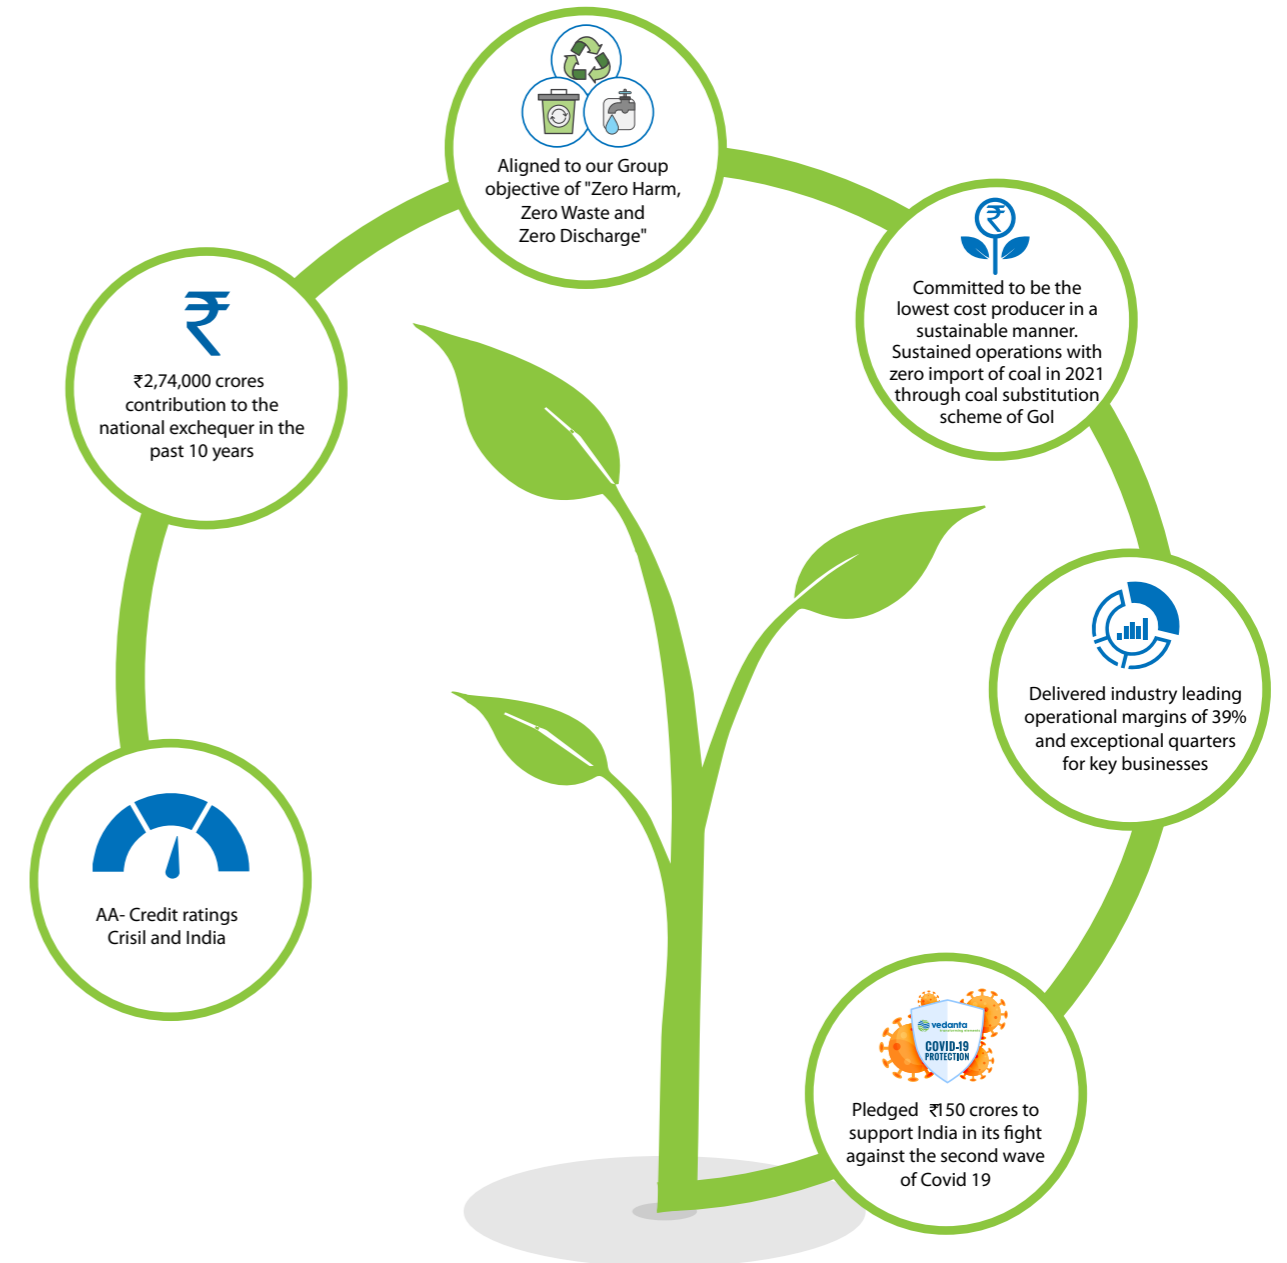 Aligned to our Group
objective of "Zero Harm,
Zero Waste and
Zero Discharge"
₹
Committed to be the
lowest cost producer in a
sustainable manner.
Sustained operations with
zero import of coal in 2021
through coal substitution
scheme of GoI
₹
₹2,74,000 crores
contribution to the
national exchequer in the
past 10 years
Delivered industry leading
operational margins of 39%
and exceptional quarters
for key businesses
AA- Credit ratings
Crisil and India
vedanta
COVID-19
PROTECTION
Pledged ₹150 crores to
support India in its fight
against the second wave
of Covid 19